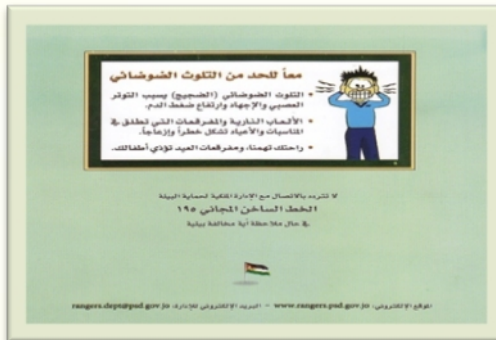 معاً للحد من التلوث الضوضائي
• التلوث الضوضائي (الضجيج) يسبب التوتر
العصبي والإجهاد وارتفاع ضغط الدم.
• الألعاب النارية والمفرقعات التي تطلق في
المناسبات والأعياد تشكل خطراً وإزعاجاً.
• راحتك تهمنا، ومفرقعات العيد تؤذي أطفالك.
لا تتردد بالاتصال مع الإدارة الملكية لحماية البيئة
الخط الساخن المجاني ١٩٥
في حال ملاحظة أية مخالفة بيئية
الموقع الإلكتروني: www.rangers.psd.gov.jo - البريد الإلكتروني للإدارة: rangers.dept@psd.gov.jo